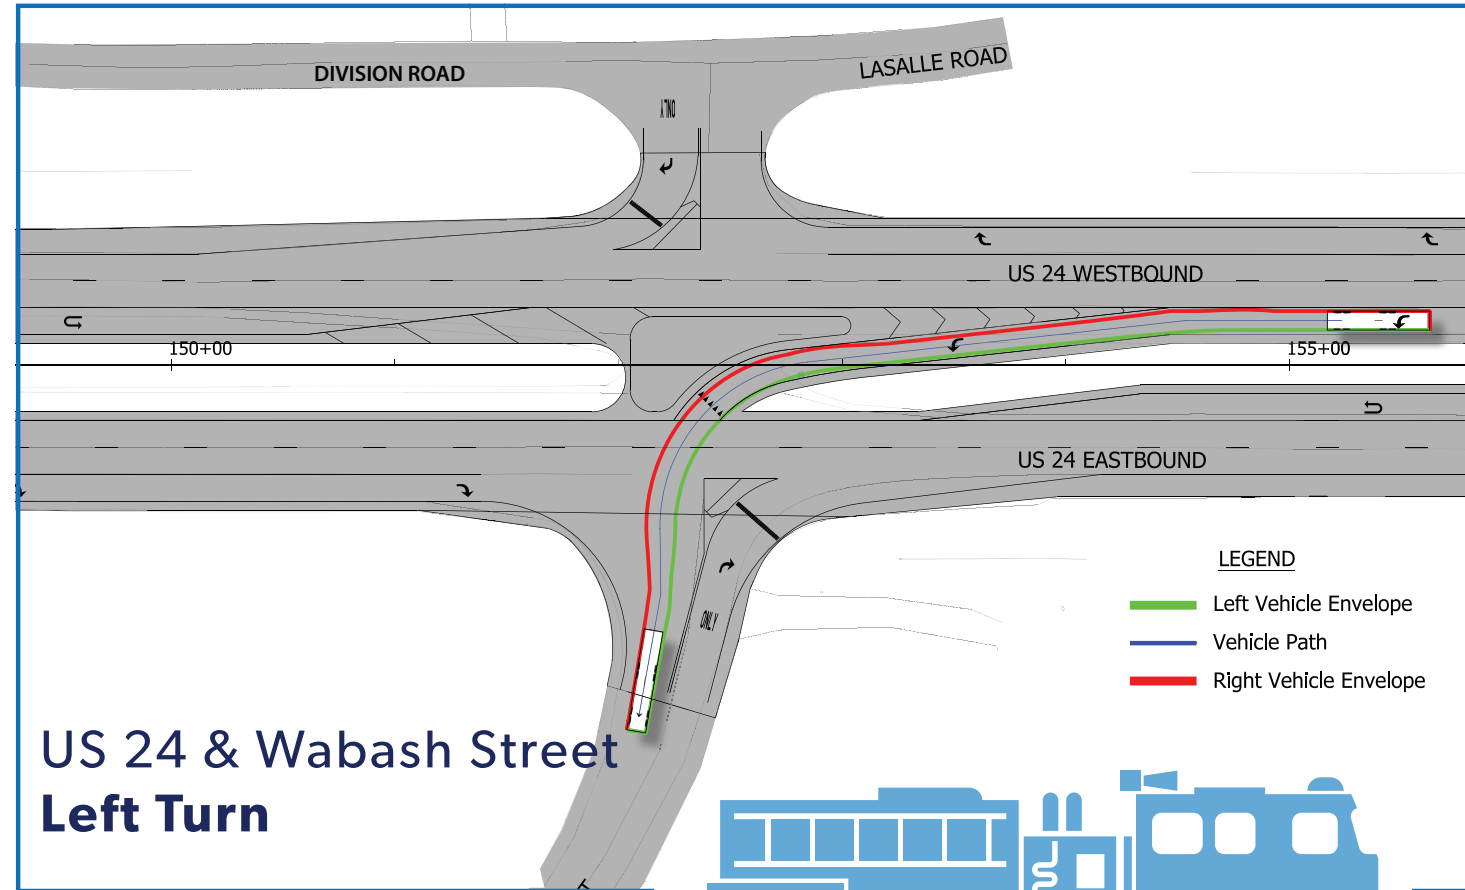 DIVISION ROAD
LASALLE ROAD
ONLY
US 24 WESTBOUND
150+00
155+00
US 24 EASTBOUND
LEGEND
Left Vehicle Envelope
Vehicle Path
Right Vehicle Envelope
ONLY
US 24 & Wabash Street
Left Turn
T